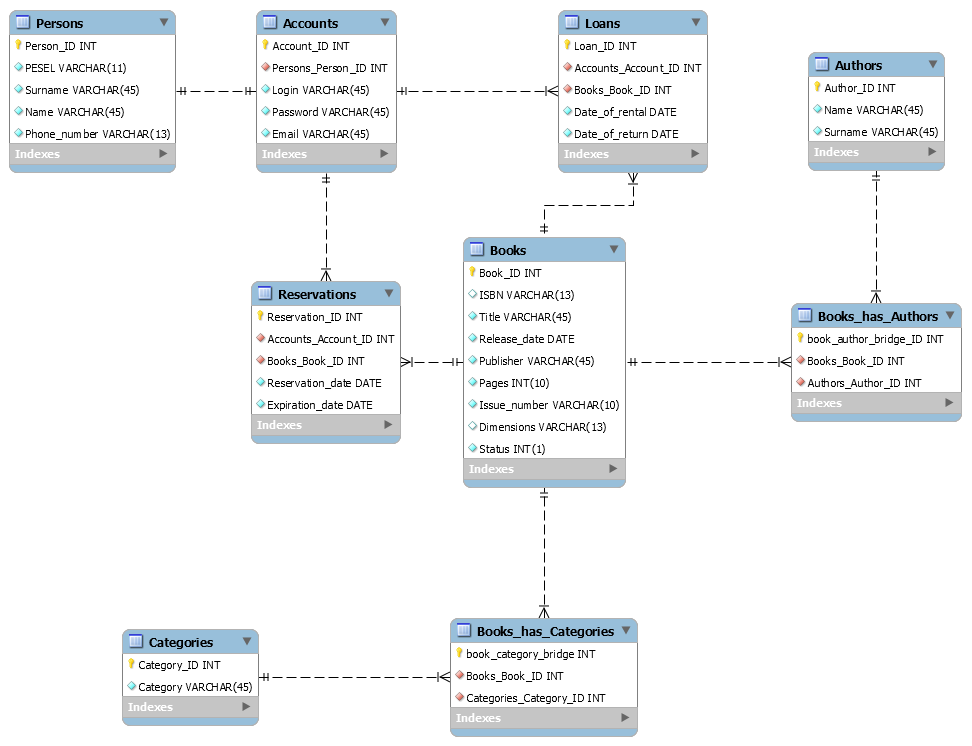 Persons
Person_ID INT
PESEL VARCHAR(11)
Surname VARCHAR(45)
Name VARCHAR(45)
Phone_number VARCHAR(13)
Indexes
Accounts
Account_ID INT
Persons_Person_ID INT
Login VARCHAR(45)
Password VARCHAR(45)
Email VARCHAR(45)
Indexes
Loans
Loan_ID INT
Accounts_Account_ID INT
Books_Book_ID INT
Date_of_rental DATE
Date_of_return DATE
Indexes
Authors
Author_ID INT
Name VARCHAR(45)
Surname VARCHAR(45)
Indexes
Reservations
Reservation_ID INT
Accounts_Account_ID INT
Books_Book_ID INT
Reservation_date DATE
Expiration_date DATE
Indexes
Books
Book_ID INT
ISBN VARCHAR(13)
Title VARCHAR(45)
Release_date DATE
Publisher VARCHAR(45)
Pages INT(10)
Issue_number VARCHAR(10)
Dimensions VARCHAR(13)
Status INT(1)
Indexes
Books_has_Authors
book_author_bridge_ID INT
Books_Book_ID INT
Authors_Author_ID INT
Indexes
Categories
Category_ID INT
Category VARCHAR(45)
Indexes
Books_has_Categories
book_category_bridge INT
Books_Book_ID INT
Categories_Category_ID INT
Indexes